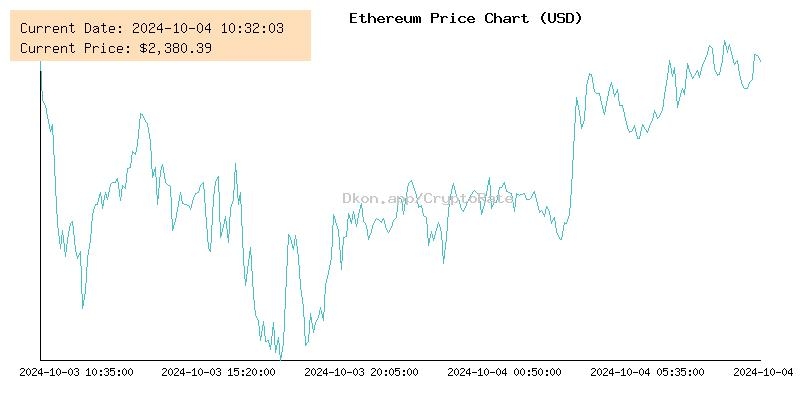 Ethereum Price Chart (USD)
Current Date: 2024-10-04 10:32:03
Current Price: $2,380.39
Dkon.app/CryptoRate
2024-10-03 10:35:00 2024-10-03 15:20:00 2024-10-03 20:05:00 2024-10-04 00:50:00 2024-10-04 05:35:00 2024-10-04